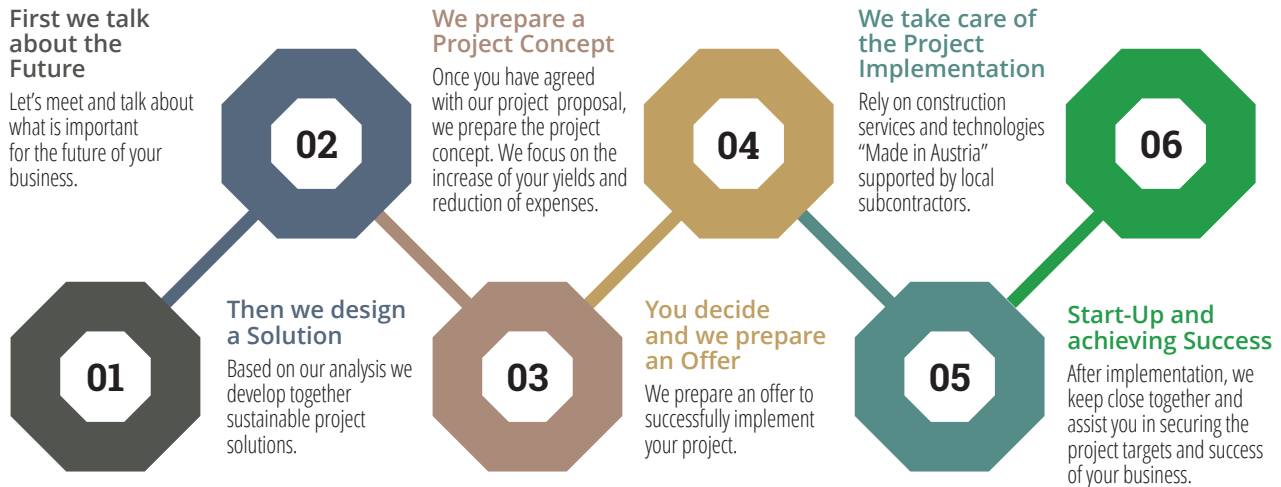 First we talk
about the
Future
Let's meet and talk about
what is important
for the future of your
business.
01
02
Then we design
a Solution
Based on our analysis we
develop together
sustainable project
solutions.
We prepare a
Project Concept
Once you have agreed
with our project proposal,
we prepare the project
concept. We focus on the
increase of your yields and
reduction of expenses.
03
04
You decide
and we prepare
an Offer
We prepare an offer to
successfully implement
your project.
We take care of
the Project
Implementation
Rely on construction
services and technologies
“Made in Austria”
supported by local
subcontractors.
05
06
Start-Up and
achieving Success
After implementation, we
keep close together and
assist you in securing the
project targets and success
of your business.